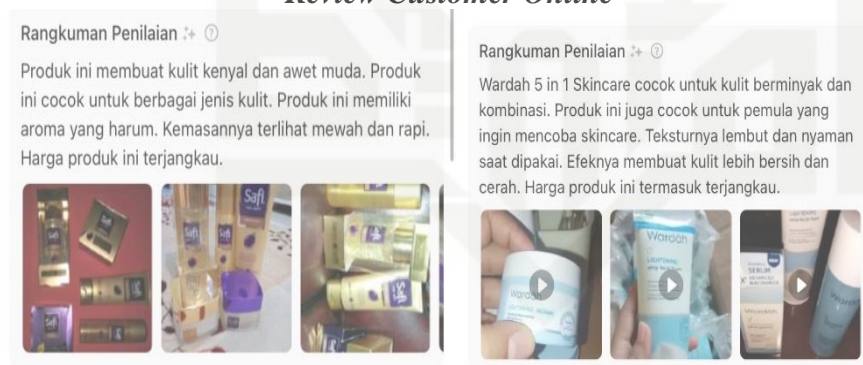 Review Customer Online
Rangkuman Penilaian
Produk ini membuat kulit kenyal dan awet muda. Produk
ini cocok untuk berbagai jenis kulit. Produk ini memiliki
aroma yang harum. Kemasannya terlihat mewah dan rapi.
Harga produk ini terjangkau.
Safi
Safi
Safi
Safi
Rangkuman Penilaian
Wardah 5 in 1 Skincare cocok untuk kulit berminyak dan
kombinasi. Produk ini juga cocok untuk pemula yang
ingin mencoba skincare. Teksturnya lembut dan nyaman
saat dipakai. Efeknya membuat kulit lebih bersih dan
cerah. Harga produk ini termasuk terjangkau.
Wardah
Wardah
LIGHTENING
SERUM
Wardah